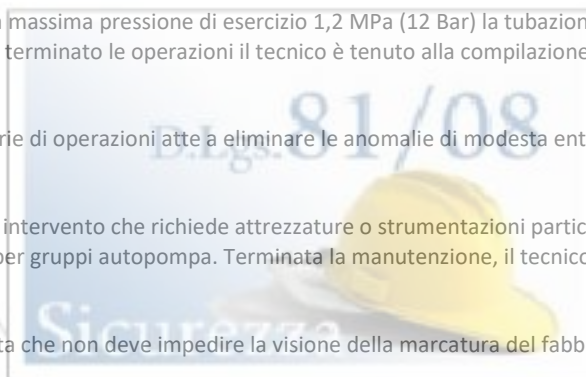 massima pressione di esercizio 1,2 MPa (12 Bar) la tubazion
terminato le operazioni il tecnico è tenuto alla compilazione
D.Lgs. 81/08
rie di operazioni atte a eliminare le anomalie di modesta ent
intervento che richiede attrezzature o strumentazioni partic
per gruppi autopompa. Terminata la manutenzione, il tecnico
Sicurezza
ta che non deve impedire la visione della marcatura del fabb